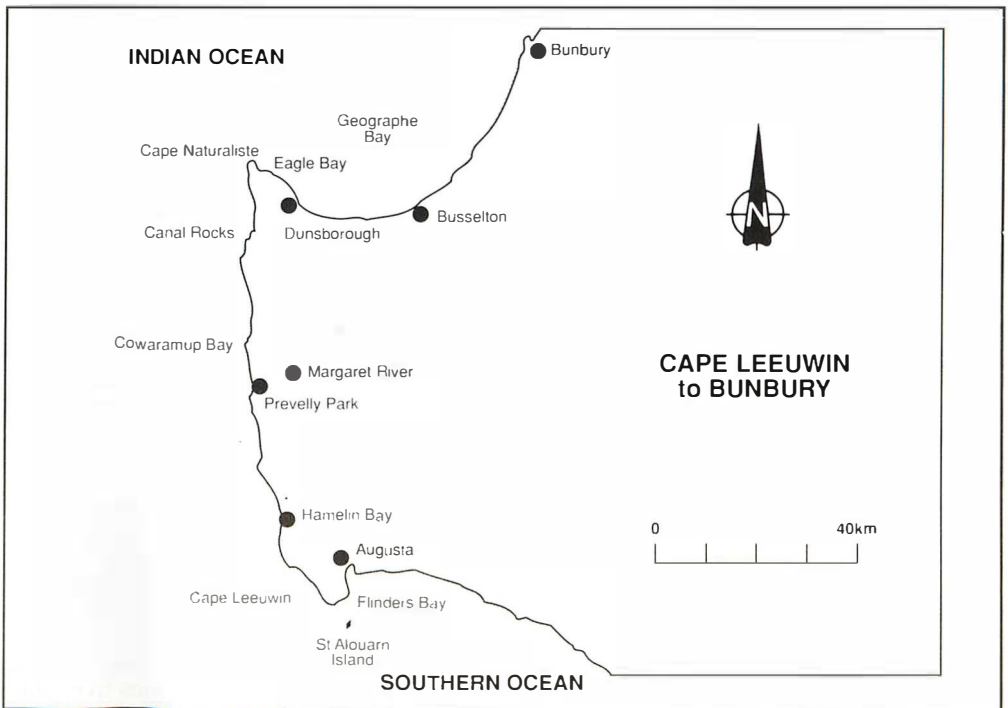 INDIAN OCEAN
Bunbury
Geographe
Bay
Cape Naturaliste
Eagle Bay
Canal Rocks
Dunsborough
Busselton
N
Cowaramup Bay
Margaret River
Prevelly Park
CAPE LEEUWIN
to BUNBURY
Hamelin Bay
0 40km
Augusta
Cape Leeuwin
Flinders Bay
St Alouarn
Island
SOUTHERN OCEAN